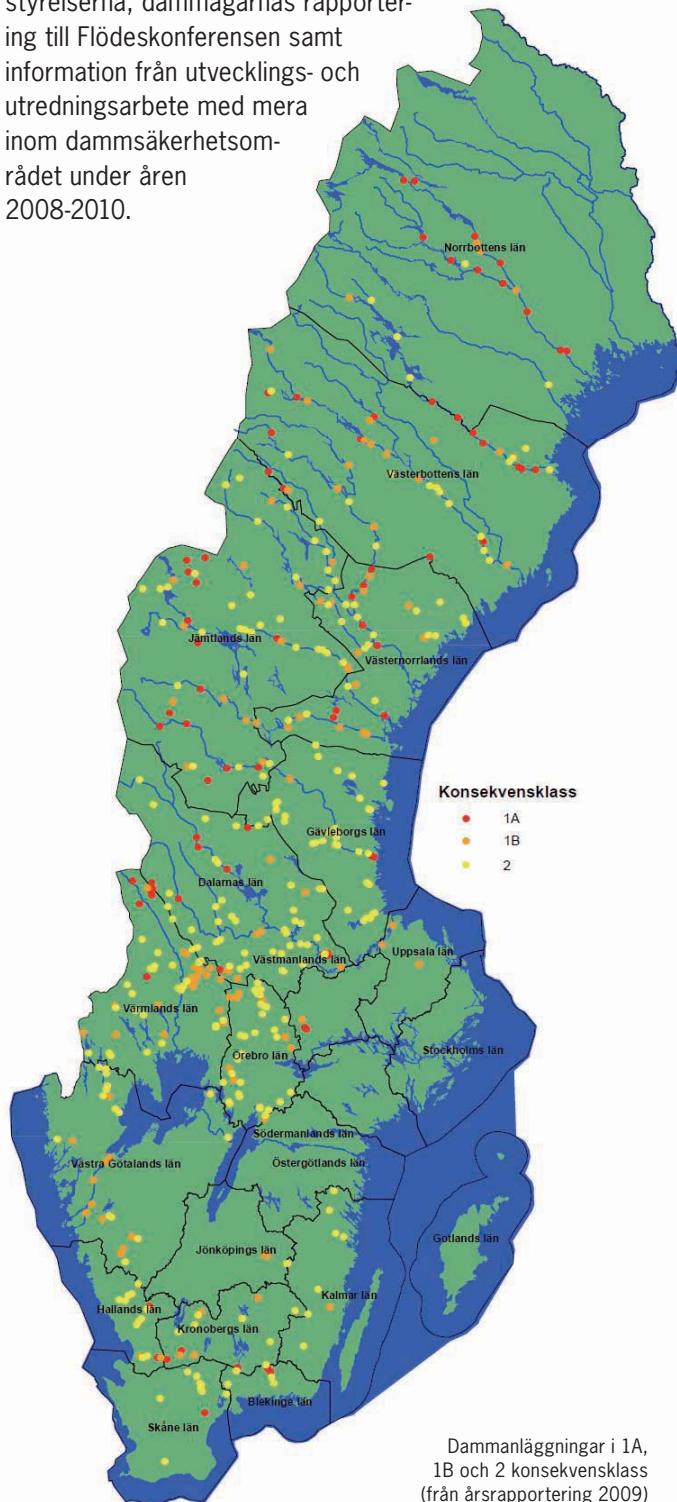 styrelserna, dammägarnas rapporter-
ing till Flödeskonferensen samt
information från utvecklings- och
utredningsarbete med mera
inom dammsäkerhetsom-
rådet under åren
2008-2010.
Norrbottens län
Västerbottens län
Jämtlands län
Västernorrlands län
Konsekvensklass
1A
1B
2
Gävleborgs län
Dalarnas län
Uppsala län
Västmanlands län
Värmlands län
Örebro län
Stockholms län
Södermanlands län
Västra Götalands län
Östergötlands län
Gotlands län
Jönköpings län
Kalmar län
Hallands län
Kronobergs län
Blekinge län
Skåne län
Dammanläggningar i 1A,
1B och 2 konsekvensklass
(från årsrapportering 2009)